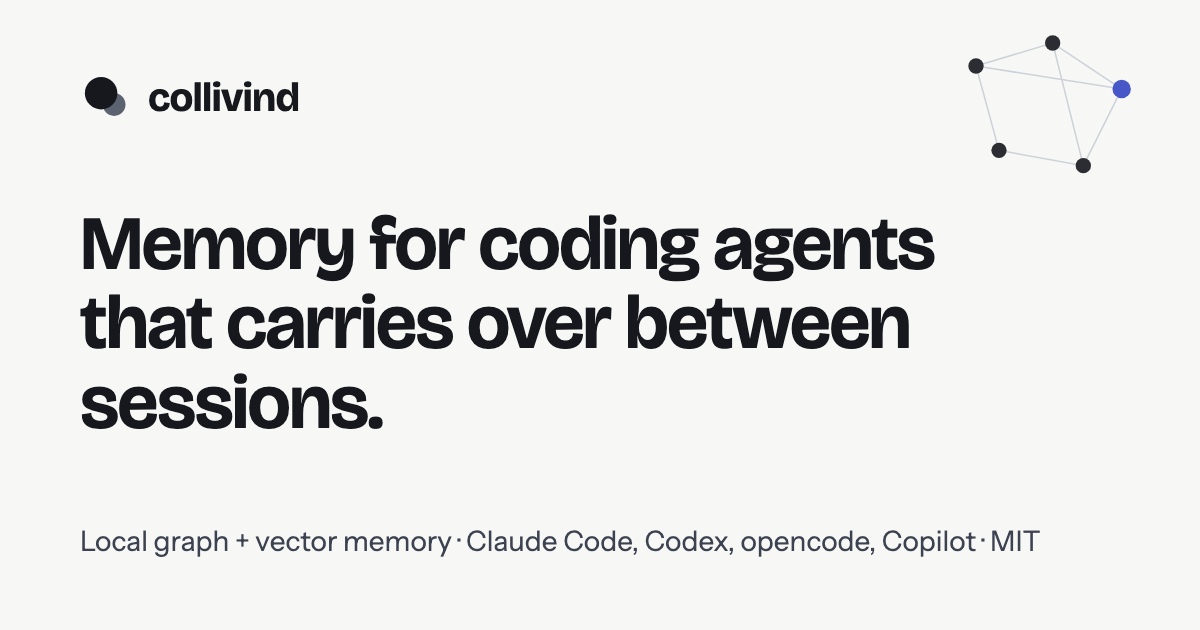 collivind
Memory for coding agents
that carries over between
sessions.
Local graph + vector memory · Claude Code, Codex, opencode, Copilot · MIT